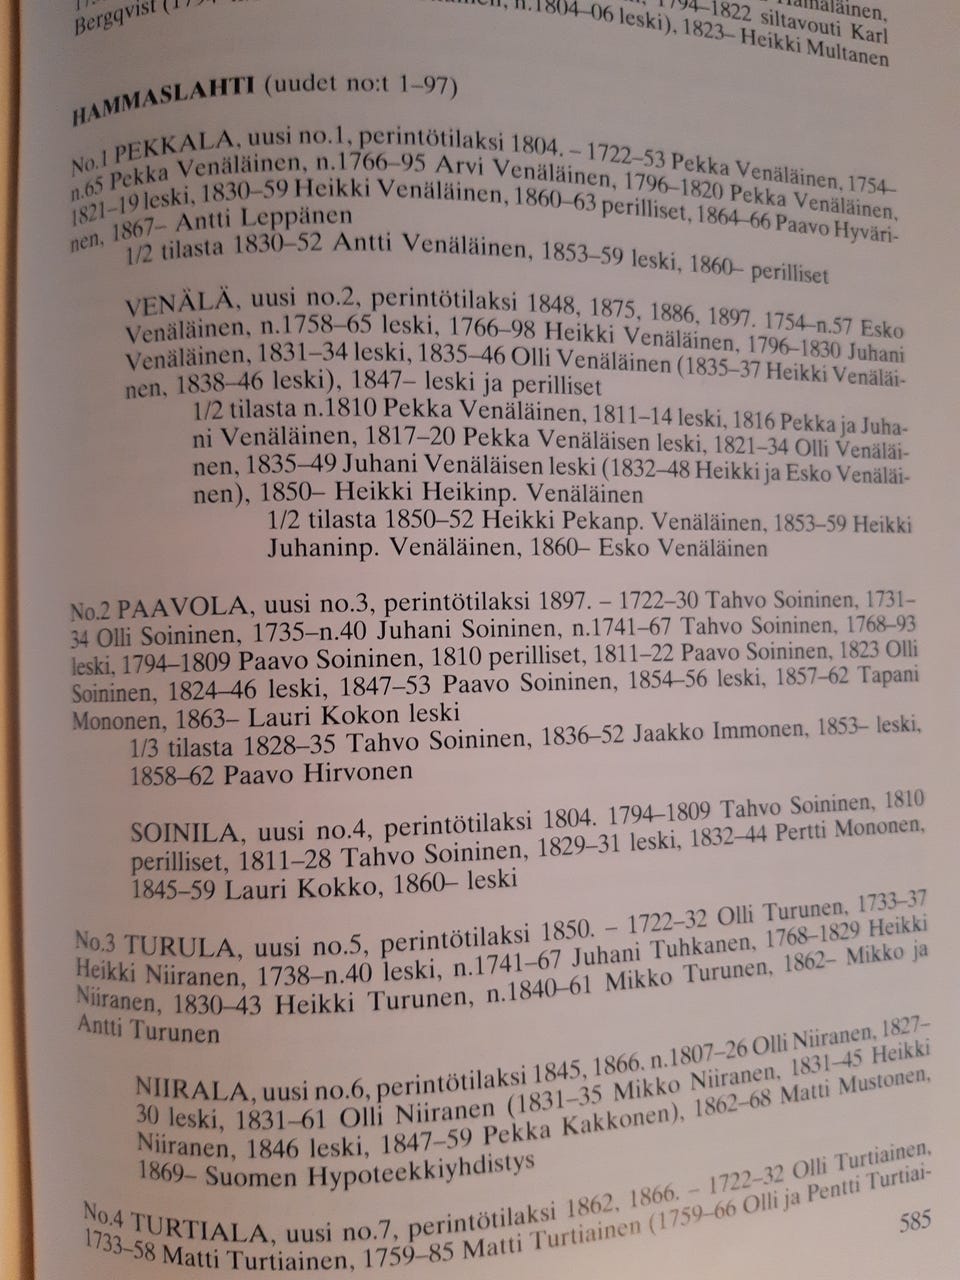 Hämäläinen,
Bergqvist (1794– 1794–1822 siltavouti Karl
n.1804–06 leski), 1823– Heikki Multanen
HAMMASLAHTI (uudet no:t 1–97)
No.1 PEKKALA, uusi no.1, perintötilaksi 1804. – 1722–53 Pekka Venäläinen, 1754–
n.65 Pekka Venäläinen, n.1766–95 Arvi Venäläinen, 1796–1820 Pekka Venäläinen,
1821–19 leski, 1830–59 Heikki Venäläinen, 1860–63 perilliset, 1864–66 Paavo Hyväri-
nen, 1867– Antti Leppänen
1/2 tilasta 1830–52 Antti Venäläinen, 1853–59 leski, 1860– perilliset
VENÄLÄ, uusi no.2, perintötilaksi 1848, 1875, 1886, 1897. 1754–n.57 Esko
Venäläinen, n.1758–65 leski, 1766–98 Heikki Venäläinen, 1796–1830 Juhani
Venäläinen, 1831–34 leski, 1835–46 Olli Venäläinen (1835–37 Heikki Venäläi-
nen, 1838–46 leski), 1847– leski ja perilliset
1/2 tilasta n.1810 Pekka Venäläinen, 1811–14 leski, 1816 Pekka ja Juha-
ni Venäläinen, 1817–20 Pekka Venäläisen leski, 1821–34 Olli Venäläi-
nen, 1835–49 Juhani Venäläisen leski (1832–48 Heikki ja Esko Venäläi-
nen), 1850– Heikki Heikinp. Venäläinen
1/2 tilasta 1850–52 Heikki Pekanp. Venäläinen, 1853–59 Heikki
Juhaninp. Venäläinen, 1860– Esko Venäläinen
No.2 PAAVOLA, uusi no.3, perintötilaksi 1897. – 1722–30 Tahvo Soininen, 1731–
34 Olli Soininen, 1735–n.40 Juhani Soininen, n.1741–67 Tahvo Soininen, 1768–93
leski, 1794–1809 Paavo Soininen, 1810 perilliset, 1811–22 Paavo Soininen, 1823 Olli
Soininen, 1824–46 leski, 1847–53 Paavo Soininen, 1854–56 leski, 1857–62 Tapani
Mononen, 1863– Lauri Kokon leski
1/3 tilasta 1828–35 Tahvo Soininen, 1836–52 Jaakko Immonen, 1853– leski,
1858–62 Paavo Hirvonen
SOINILA, uusi no.4, perintötilaksi 1804. 1794–1809 Tahvo Soininen, 1810
perilliset, 1811–28 Tahvo Soininen, 1829–31 leski, 1832–44 Pertti Mononen,
1845–59 Lauri Kokko, 1860– leski
No.3 TURULA, uusi no.5, perintötilaksi 1850. – 1722–32 Olli Turunen, 1733–37
Heikki Niiranen, 1738–n.40 leski, n.1741–67 Juhani Tuhkanen, 1768–1829 Heikki
Niiranen, 1830–43 Heikki Turunen, n.1840–61 Mikko Turunen, 1862– Mikko ja
Antti Turunen
NIIRALA, uusi no.6, perintötilaksi 1845, 1866. n.1807–26 Olli Niiranen, 1827–
30 leski, 1831–61 Olli Niiranen (1831–35 Mikko Niiranen, 1831–45 Heikki
Niiranen, 1846 leski, 1847–59 Pekka Kakkonen), 1862–68 Matti Mustonen,
1869– Suomen Hypoteekkiyhdistys
No.4 TURTIALA, uusi no.7, perintötilaksi 1862, 1866. – 1722–32 Olli Turtiainen,
1733–58 Matti Turtiainen, 1759–85 Matti Turtiainen (1759–66 Olli ja Pentti Turtiai-
585